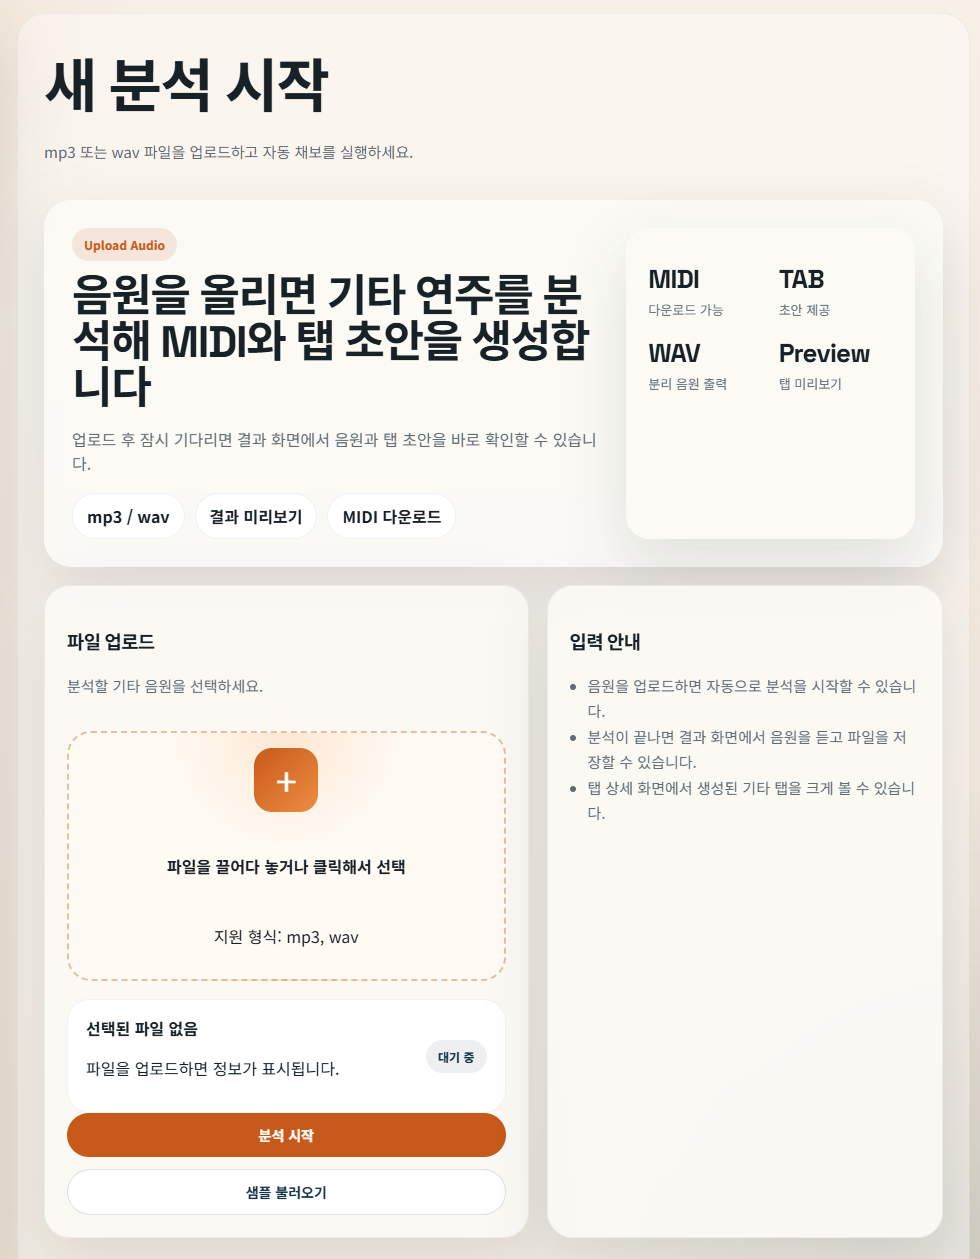 새 분석 시작
mp3 또는 wav 파일을 업로드하고 자동 채보를 실행하세요.
Upload Audio
음원을 올리면 기타 연주를 분
석해 MIDI와 탭 초안을 생성합
니다
업로드 후 잠시 기다리면 결과 화면에서 음원과 탭 초안을 바로 확인할 수 있습니
다.
mp3 / wav
결과 미리보기
MIDI 다운로드
MIDI
다운로드 가능
TAB
초안 제공
WAV
분리 음원 출력
Preview
탭 미리보기
파일 업로드
분석할 기타 음원을 선택하세요.
+
파일을 끌어다 놓거나 클릭해서 선택
지원 형식: mp3, wav
선택된 파일 없음
파일을 업로드하면 정보가 표시됩니다.
대기 중
분석 시작
샘플 불러오기
입력 안내
• 음원을 업로드하면 자동으로 분석을 시작할 수 있습니
다.
• 분석이 끝나면 결과 화면에서 음원을 듣고 파일을 저
장할 수 있습니다.
• 탭 상세 화면에서 생성된 기타 탭을 크게 볼 수 있습니
다.